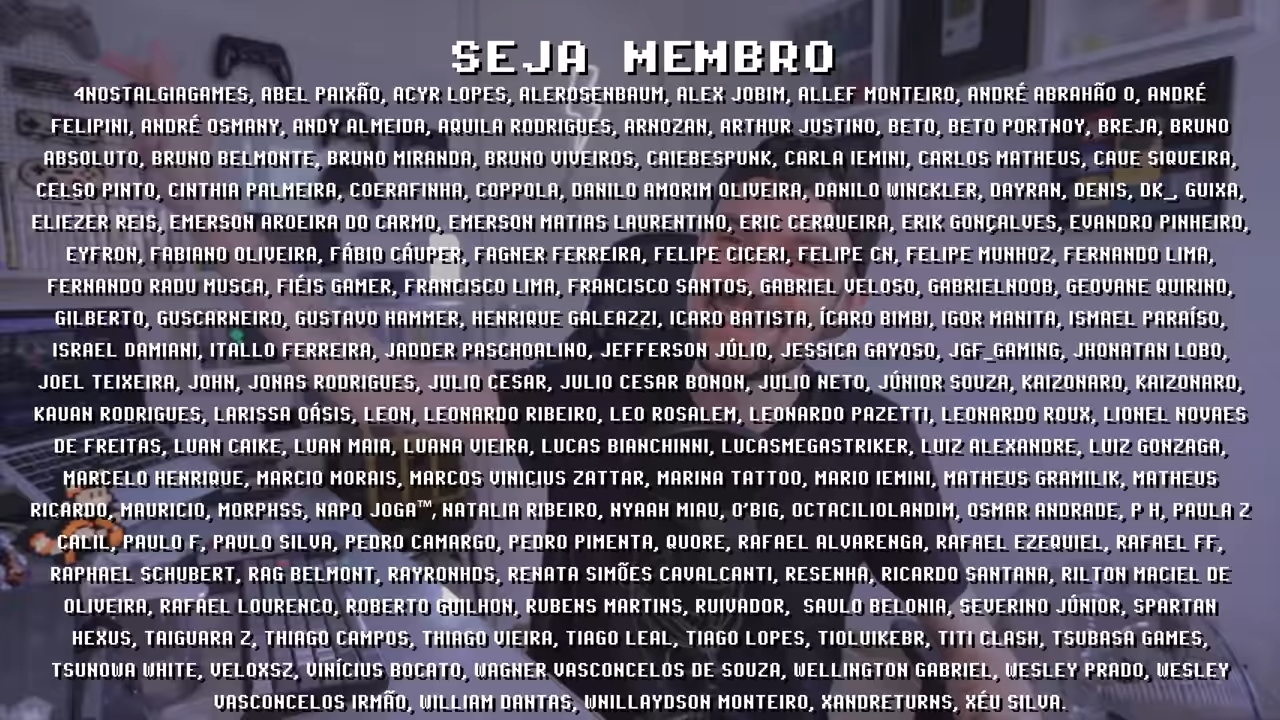 SEJA MEMBRO
4NOSTALGIAGAMES, ABEL PAIXÃO, ACYR LOPES, ALEROSENBAUM, ALEX JOBIM, ALLEF MONTEIRO, ANDRÉ ABRAHÃO O, ANDRÉ
FELIPINI, ANDRÉ OSMANY, ANDY ALMEIDA, AQUILA RODRIGUES, ARNOZAN, ARTHUR JUSTINO, BETO, BETO PORTNOY, BREJA, BRUNO
ABSOLUTO, BRUNO BELMONTE, BRUNO MIRANDA, BRUNO VIVEIROS, CAIEBESPUNK, CARLA IEMINI, CARLOS MATHEUS, CAUE SIQUEIRA,
CELSO PINTO, CINTHIA PALMEIRA, COERAFINHA, COPPOLA, DANILO AMORIM OLIVEIRA, DANILO WINCKLER, DAYRAN, DENIS, DK_, GUIXA,
ELIEZER REIS, EMERSON AROEIRA DO CARMO, EMERSON MATIAS LAURENTINO, ERIC CERQUEIRA, ERIK GONÇALVES, EVANDRO PINHEIRO,
EYFRON, FABIANO OLIVEIRA, FÁBIO CÁUPER, FAGNER FERREIRA, FELIPE CICERI, FELIPE CN, FELIPE MUNHOZ, FERNANDO LIMA,
FERNANDO RADU MUSCA, FIÉIS GAMER, FRANCISCO LIMA, FRANCISCO SANTOS, GABRIEL VELOSO, GABRIELNOOB, GEOVANE QUIRINO,
GILBERTO, GUSCARNEIRO, GUSTAVO HAMMER, HENRIQUE GALEAZZI, ICARO BATISTA, ÍCARO BIMBI, IGOR MANITA, ISMAEL PARAÍSO,
ISRAEL DAMIANI, ITALLO FERREIRA, JADDER PASCHOALINO, JEFFERSON JÚLIO, JESSICA GAYOSO, JGF_GAMING, JHONATAN LOBO,
JOEL TEIXEIRA, JOHN, JONAS RODRIGUES, JULIO CESAR, JULIO CESAR BONON, JULIO NETO, JÚNIOR SOUZA, KAIZONARO, KAIZONARO,
KAUAN RODRIGUES, LARISSA OÁSIS, LEON, LEONARDO RIBEIRO, LEO ROSALEM, LEONARDO PAZETTI, LEONARDO ROUX, LIONEL NOVAES
DE FREITAS, LUAN CAIKE, LUAN MAIA, LUANA VIEIRA, LUCAS BIANCHINNI, LUCASMEGASTRIKER, LUIZ ALEXANDRE, LUIZ GONZAGA,
MARCELO HENRIQUE, MARCIO MORAIS, MARCOS VINICIUS ZATTAR, MARINA TATTOO, MARIO IEMINI, MATHEUS GRAMILIK, MATHEUS
RICARDO, MAURICIO, MORPHSS, NAPO JOGA™, NATALIA RIBEIRO, NYAAH MIAU, O'BIG, OCTACILIOLANDIM, OSMAR ANDRADE, P H, PAULA Z
CALIL, PAULO F, PAULO SILVA, PEDRO CAMARGO, PEDRO PIMENTA, QUORE, RAFAEL ALVARENGA, RAFAEL EZEQUIEL, RAFAEL FF,
RAPHAEL SCHUBERT, RAG BELMONT, RAYRONHDS, RENATA SIMÕES CAVALCANTI, RESENHA, RICARDO SANTANA, RILTON MACIEL DE
OLIVEIRA, RAFAEL LOURENCO, ROBERTO GUILHON, RUBENS MARTINS, RUIVADOR, SAULO BELONIA, SEVERINO JÚNIOR, SPARTAN
HEXUS, TAIGUARA Z, THIAGO CAMPOS, THIAGO VIEIRA, TIAGO LEAL, TIAGO LOPES, TIOLUIKEBR, TITI CLASH, TSUBASA GAMES,
TSUNOWA WHITE, VELOXSZ, VINÍCIUS BOCATO, WAGNER VASCONCELOS DE SOUZA, WELLINGTON GABRIEL, WESLEY PRADO, WESLEY
VASCONCELOS IRMÃO, WILLIAM DANTAS, WNILLAYDSON MONTEIRO, XANDRETURNS, XÉU SILVA.